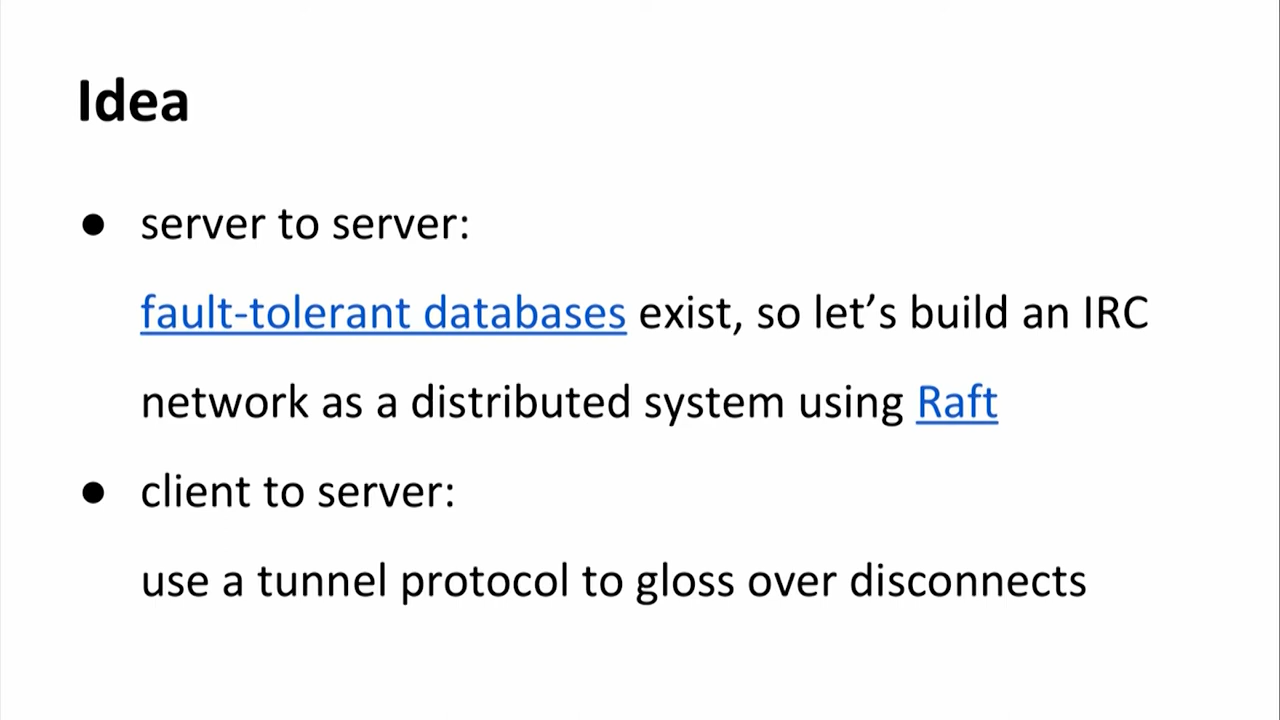 Idea
● server to server:
fault-tolerant databases exist, so let’s build an IRC
network as a distributed system using Raft
● client to server:
use a tunnel protocol to gloss over disconnects